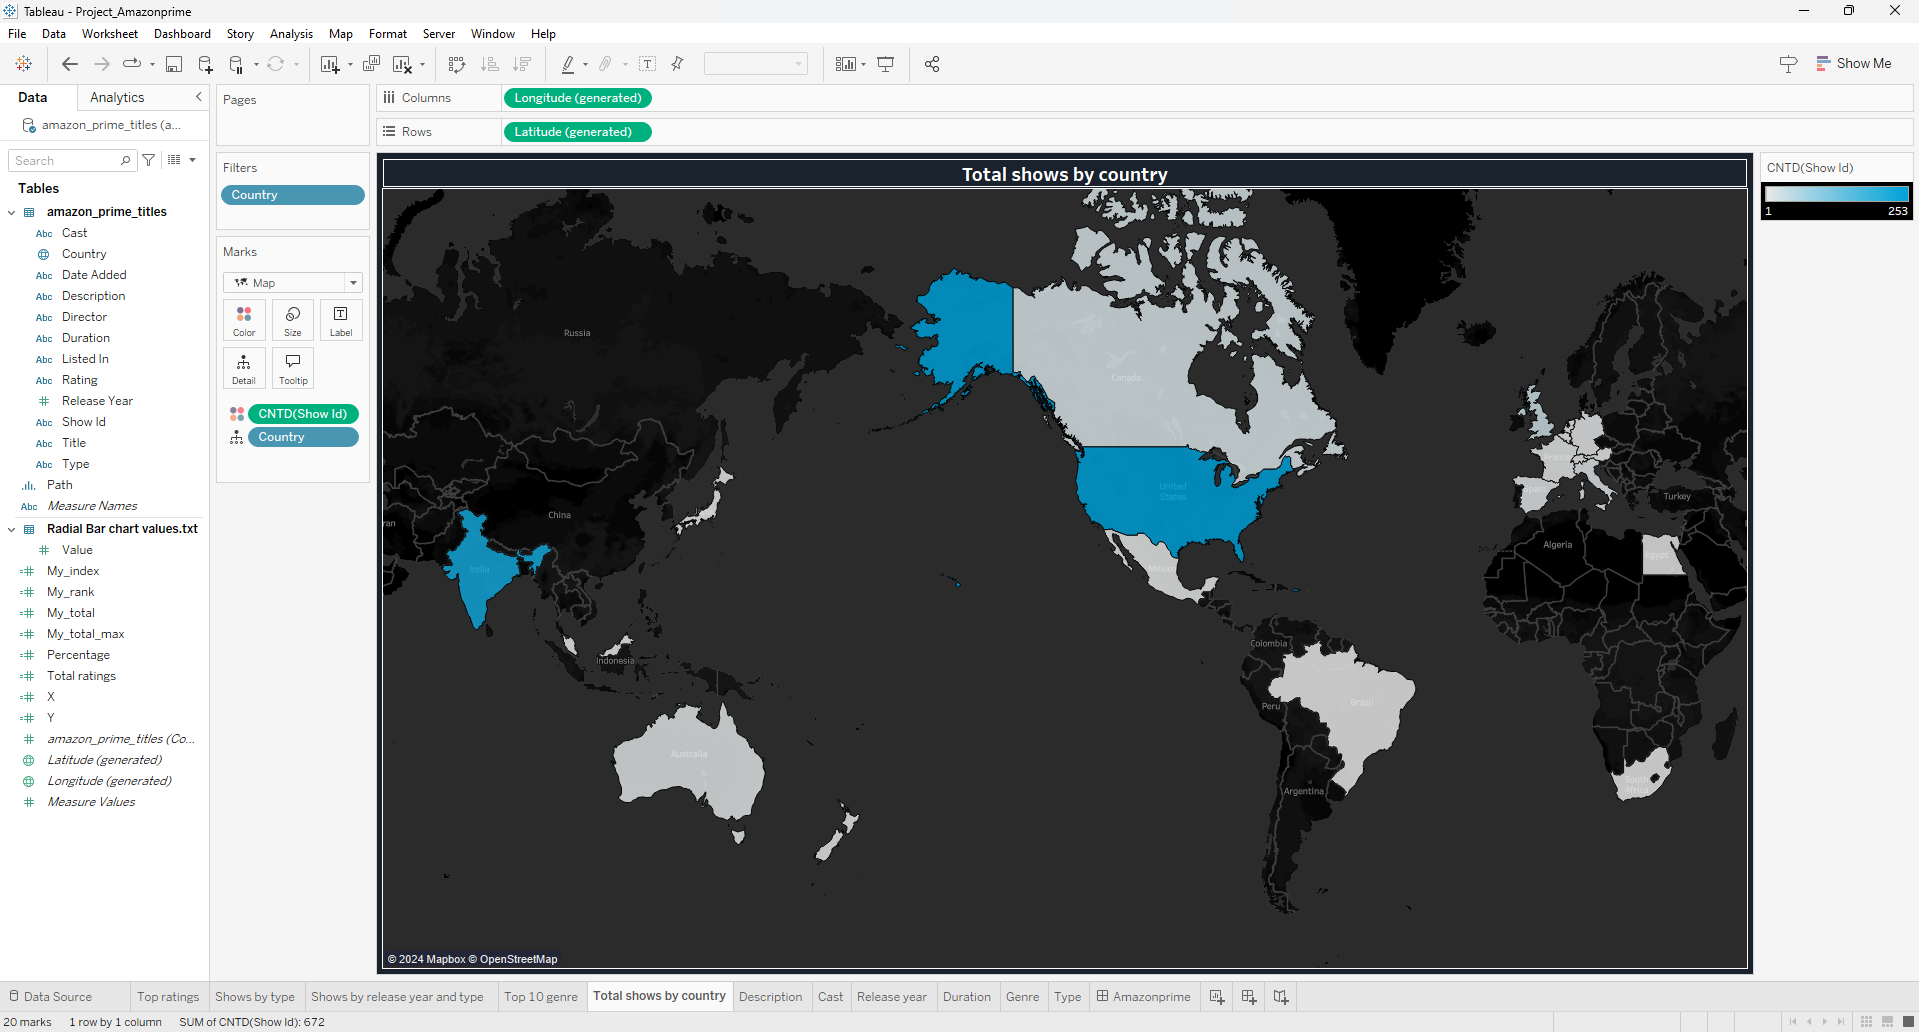 Tableau - Project_Amazonprime
File Data Worksheet Dashboard Story Analysis Map Format Server Window Help
Show Me
Data Analytics
amazon_prime_titles (a...
Search
Tables
amazon_prime_titles
Abc Cast
Country
Abc Date Added
Abc Description
Abc Director
Abc Duration
Abc Listed In
Abc Rating
Release Year
Abc Show Id
Abc Title
Abc Type
Path
Abc Measure Names
Radial Bar chart values.txt
Value
My_index
My_rank
My_total
My_total_max
Percentage
Total ratings
X
Y
amazon_prime_titles (Co...
Latitude (generated)
Longitude (generated)
Measure Values
Pages
Filters
Country
Marks
Map
Color Size Label
Detail Tooltip
CNTD(Show Id)
Country
Columns Longitude (generated)
Rows Latitude (generated)
Total shows by country
Russia
Canada
United
States
France
Spain
Turkey
China
ran
India
Algeria
Egypt
Mexico
Colombia
Indonesia
Peru
Brazil
Australia
South
Africa
Argentina
© 2024 Mapbox © OpenStreetMap
CNTD(Show Id)
1 253
Data Source Top ratings Shows by type Shows by release year and type Top 10 genre Total shows by country Description Cast Release year Duration Genre Type Amazonprime
20 marks 1 row by 1 column SUM of CNTD(Show Id): 672